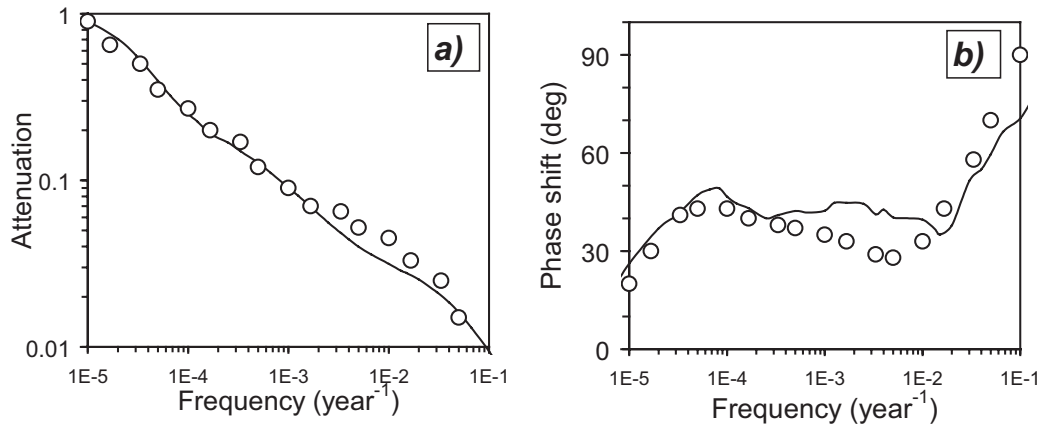 a)
1
0.1
0.01
Attenuation
1E-5 1E-4 1E-3 1E-2 1E-1
Frequency (year-1)
b)
90
60
30
0
Phase shift (deg)
1E-5 1E-4 1E-3 1E-2 1E-1
Frequency (year-1)